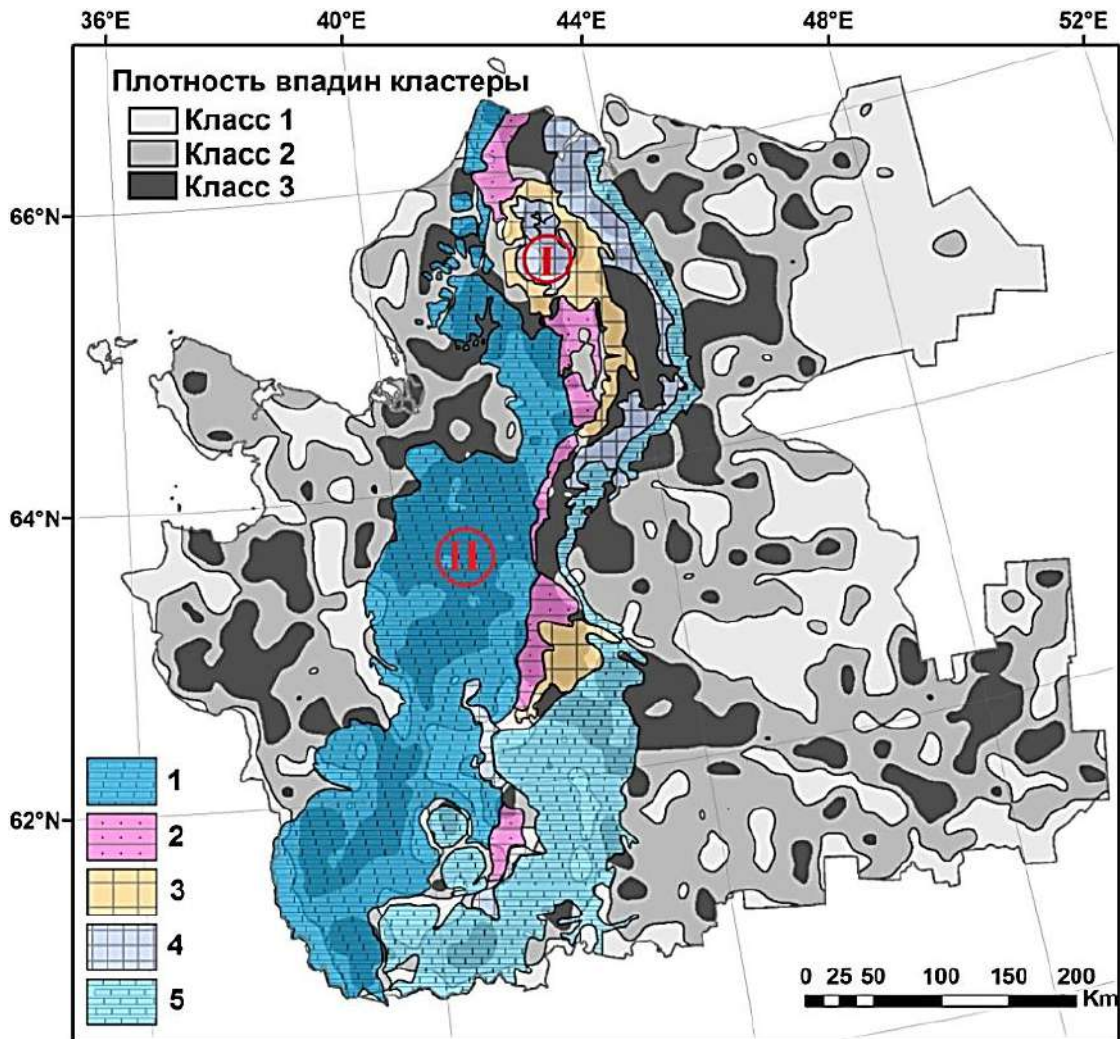 36°E 40°E 44°E 48°E 52°E
Плотность впадин кластеры
Класс 1
Класс 2
Класс 3
66°N
I
64°N
II
62°N
1
2
3
4
5
0 25 50 100 150 200
Km